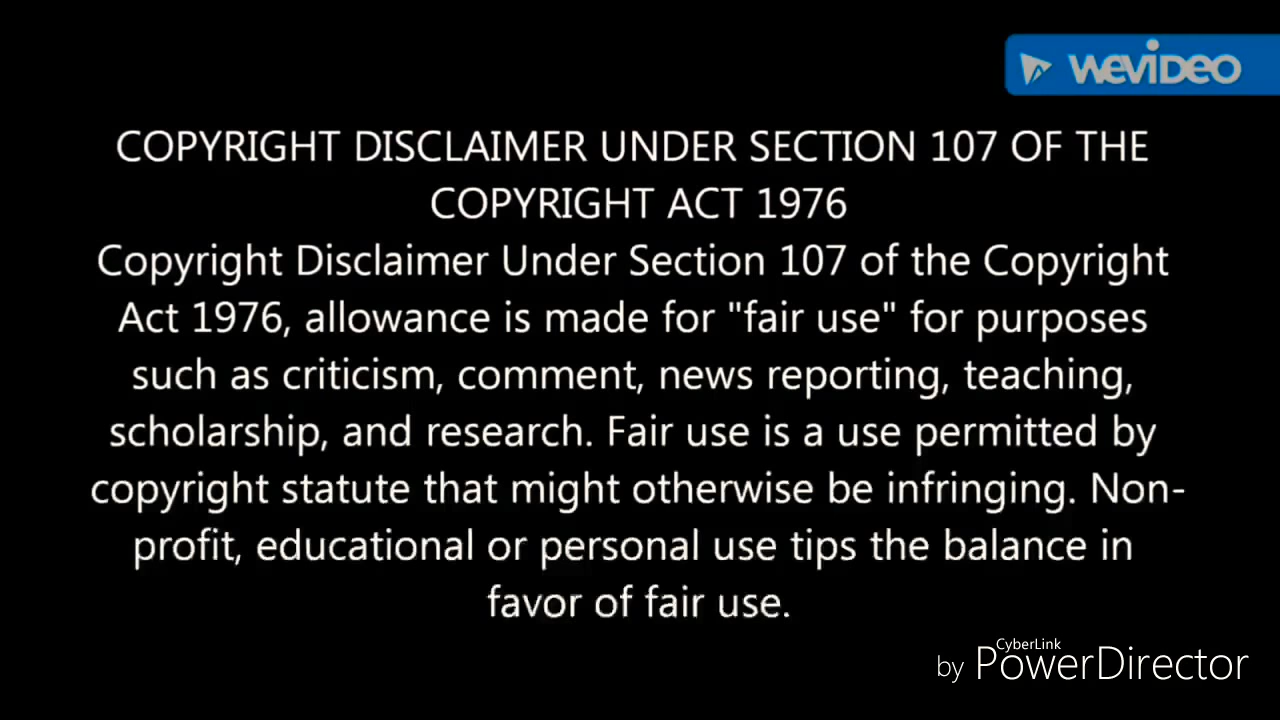 WEVIDEO
COPYRIGHT DISCLAIMER UNDER SECTION 107 OF THE
COPYRIGHT ACT 1976
Copyright Disclaimer Under Section 107 of the Copyright
Act 1976, allowance is made for "fair use" for purposes
such as criticism, comment, news reporting, teaching,
scholarship, and research. Fair use is a use permitted by
copyright statute that might otherwise be infringing. Non-
profit, educational or personal use tips the balance in
favor of fair use.
CyberLink
by PowerDirector